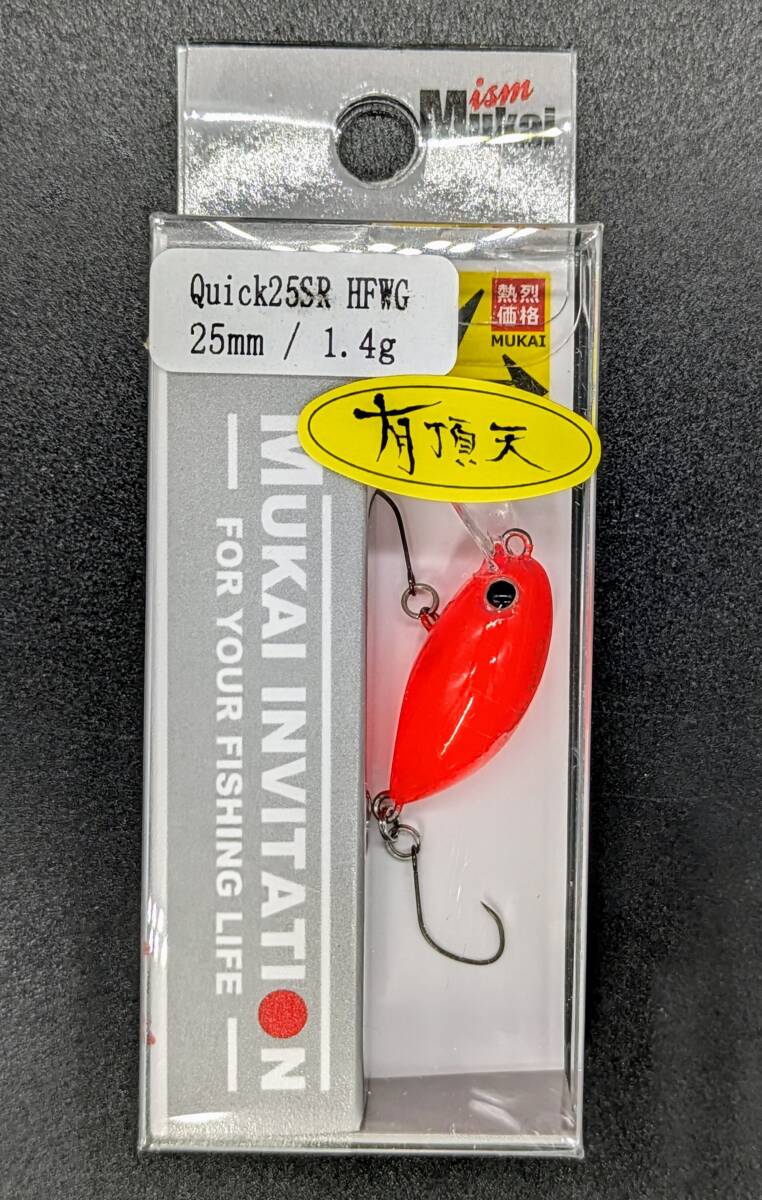 ism
Mukai
Quick25SR HFWG
25mm / 1.4g
熱烈
価格
MUKAI
有頂天
MUKAI INVITATION
FOR YOUR FISHING LIFE